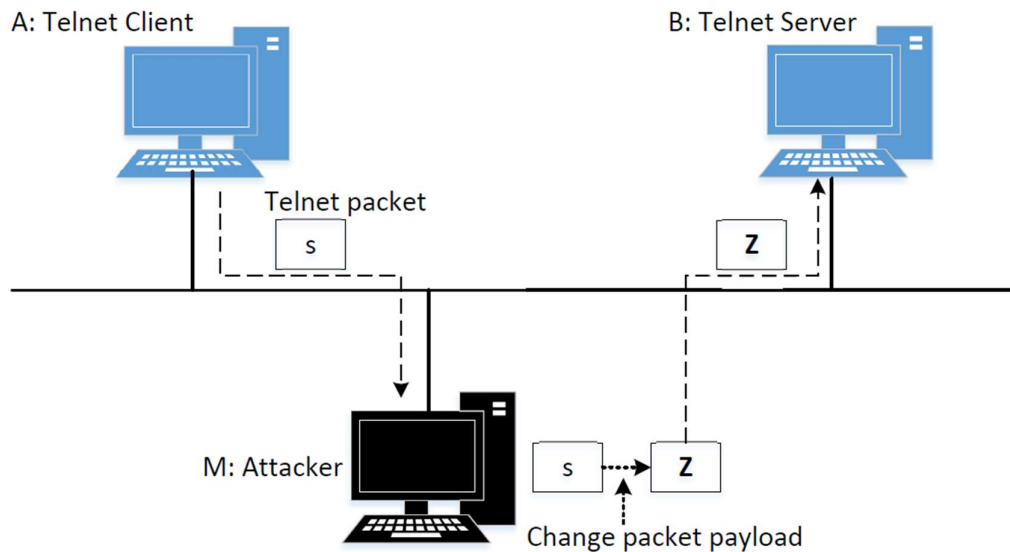 A: Telnet Client
B: Telnet Server
Telnet packet
s
Z
M: Attacker
s
Z
Change packet payload